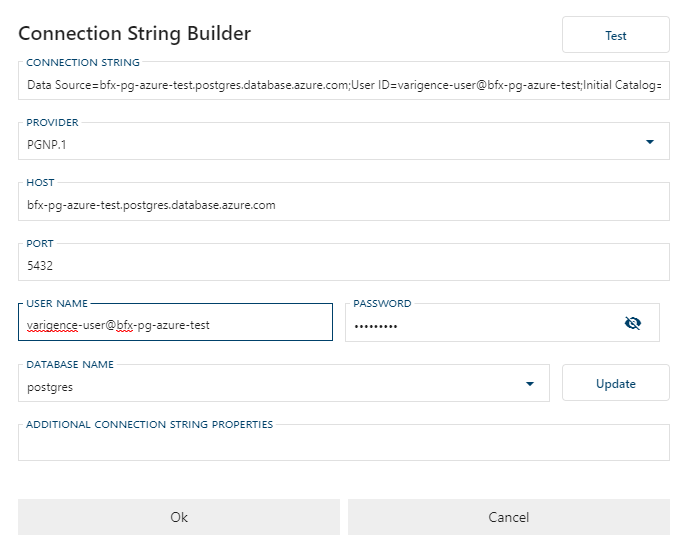 Connection String Builder
Test
CONNECTION STRING
Data Source=bfx-pg-azure-test.postgres.database.azure.com;User ID=varigence-user@bfx-pg-azure-test;Initial Catalog=
PROVIDER
PGNP.1
HOST
bfx-pg-azure-test.postgres.database.azure.com
PORT
5432
USER NAME
varigence-user@bfx-pg-azure-test
PASSWORD
•••••••••
DATABASE NAME
postgres
Update
ADDITIONAL CONNECTION STRING PROPERTIES
Ok
Cancel